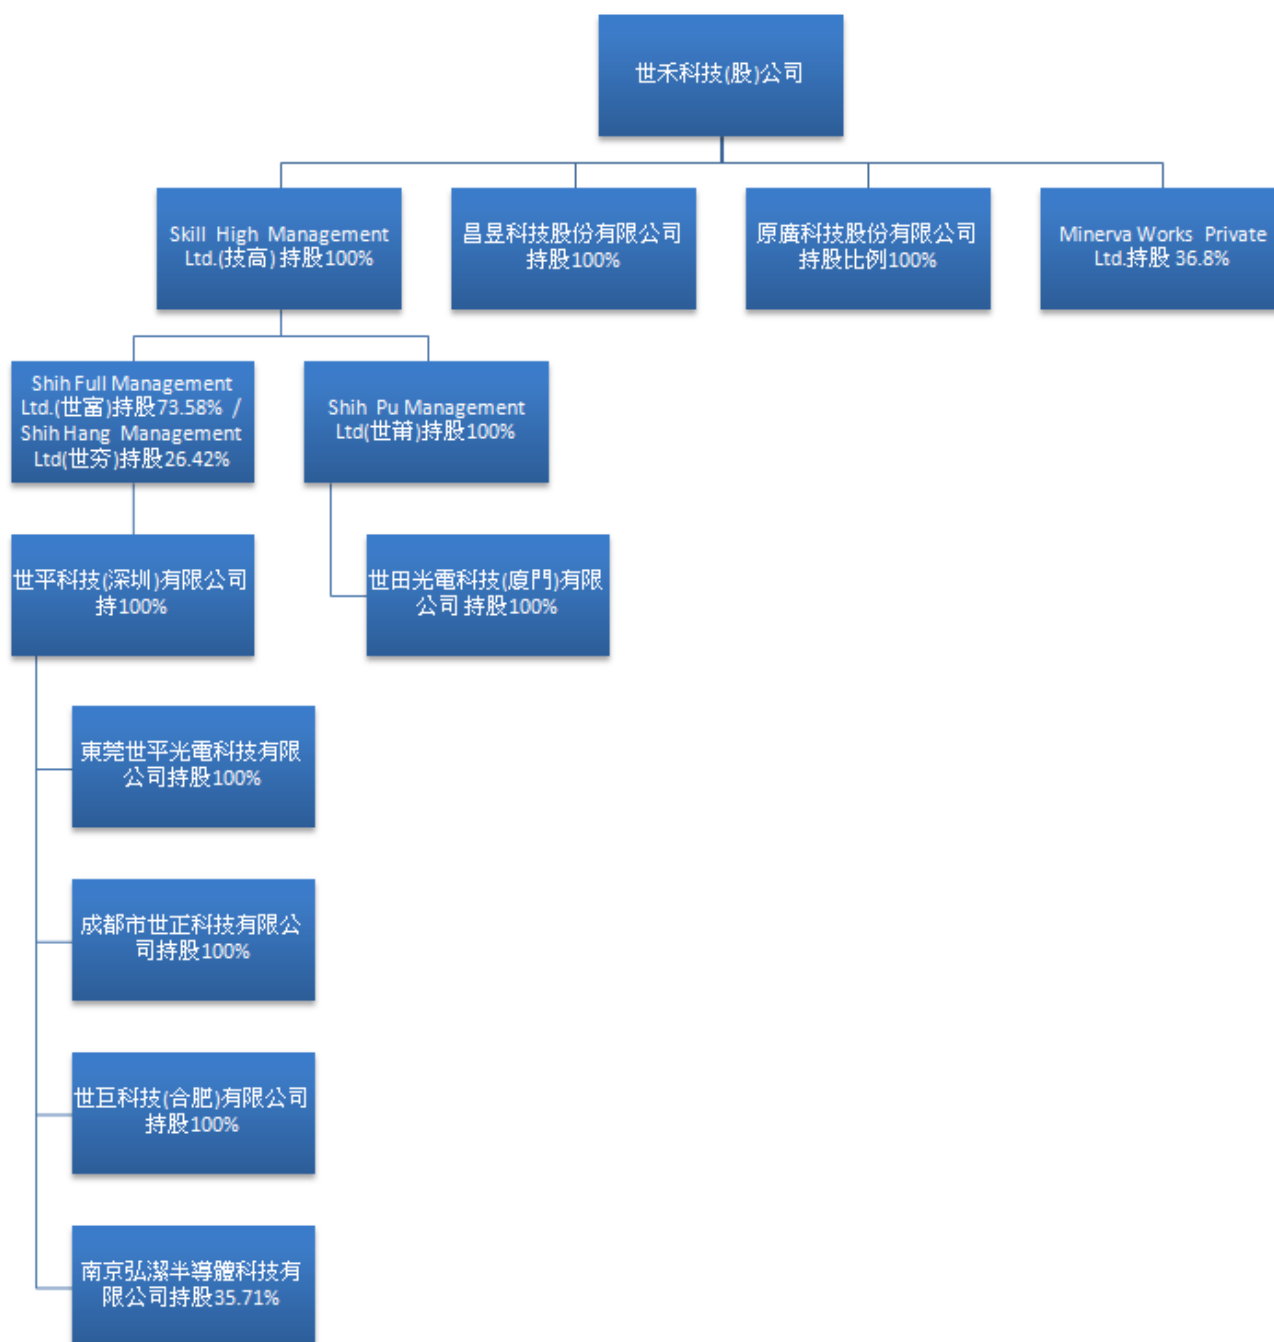 世禾科技(股)公司
Skill High Management
Ltd.(技高) 持股100%
昌昱科技股份有限公司
持股100%
原廣科技股份有限公司
持股比例100%
Minerva Works Private
Ltd.持股 36.8%
Shih Full Management
Ltd.(世富)持股73.58% /
Shih Hang Management
Ltd(世夯)持股26.42%
Shih Pu Management
Ltd(世莆)持股100%
世平科技(深圳)有限公司
持100%
世田光電科技(廈門)有限
公司 持股100%
東莞世平光電科技有限
公司持股100%
成都市世正科技有限公
司持股100%
世巨科技(合肥)有限公司
持股100%
南京弘潔半導體科技有
限公司持股35.71%